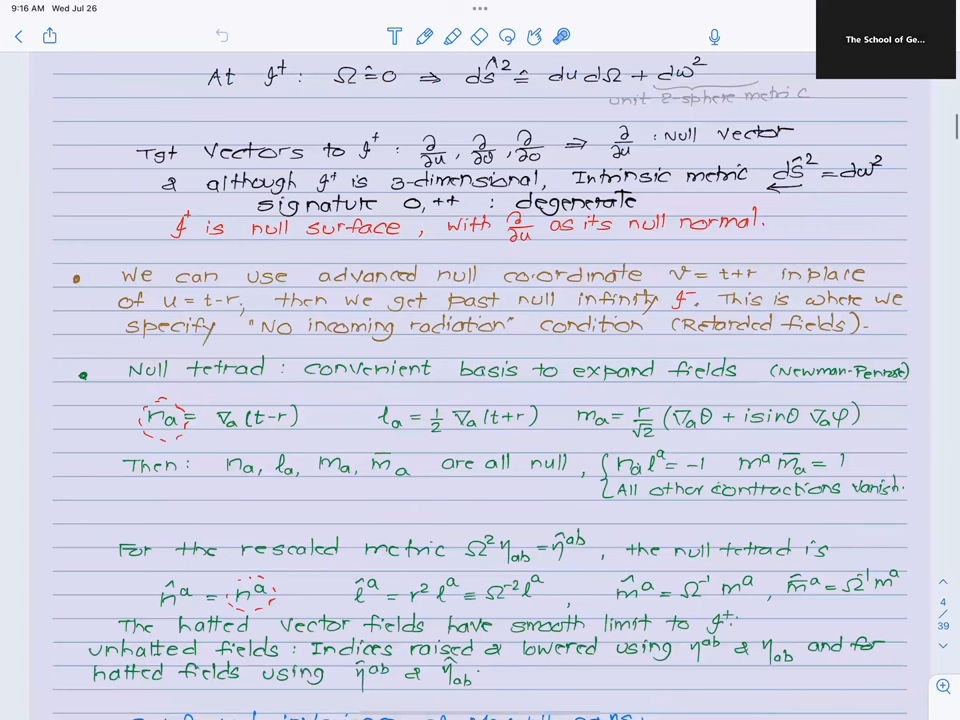 9:16 AM Wed Jul 26
The School of Ge...
At 𝓘⁺ : Ω ≙ 0 ⇒ dŝ² ≙ du dΩ + dω²
unit 2-sphere metric
Tgt vectors to 𝓘⁺ : ∂/∂u, ∂/∂θ, ∂/∂φ ⇒ ∂/∂u : Null vector
& although 𝓘⁺ is 3-dimensional, Intrinsic metric dŝ² = dω²
signature 0,++ : degenerate
𝓘⁺ is null surface, with ∂/∂u as its null normal.
• We can use advanced null coordinate v = t+r in place
of u = t-r, then we get past null infinity 𝓘⁻. This is where we
specify "No incoming radiation" condition (Retarded fields).
• Null tetrad : convenient basis to expand fields (Newman-Penrose)
nₐ = ∇ₐ(t-r) lₐ = ½ ∇ₐ(t+r) mₐ = r/√2 (∇ₐθ + i sinθ ∇ₐφ)
Then : nₐ, lₐ, mₐ, m̄ₐ are all null, { nₐlᵃ = -1 mᵃ m̄ₐ = 1
All other contractions vanish.
For the rescaled metric Ω² η_ab = η̂^ab, the null tetrad is
n̂ᵃ = nᵃ l̂ᵃ = r² lᵃ ≡ Ω⁻² lᵃ, m̂ᵃ = Ω⁻¹ mᵃ, m̄̂ᵃ = Ω⁻¹ mᵃ
The hatted vector fields have smooth limit to 𝓘⁺.
unhatted fields : Indices raised & lowered using η^ab & η_ab and for
hatted fields using η̂^ab & η̂_ab.
4
39